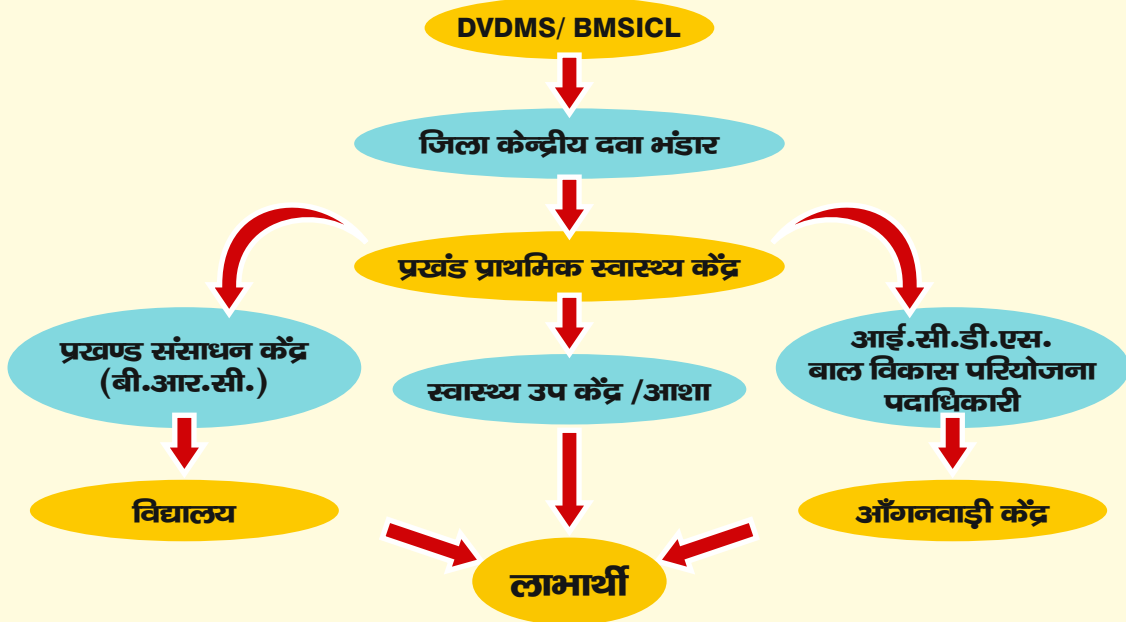 DVDMS/ BMSICL
जिला केन्द्रीय दवा भंडार
प्रखंड प्राथमिक स्वास्थ्य केंद्र
प्रखण्ड संसाधन केंद्र
(बी.आर.सी.)
स्वास्थ्य उप केंद्र /आशा
आई.सी.डी.एस.
बाल विकास परियोजना
पदाधिकारी
विद्यालय
आँगनवाड़ी केंद्र
लाभार्थी